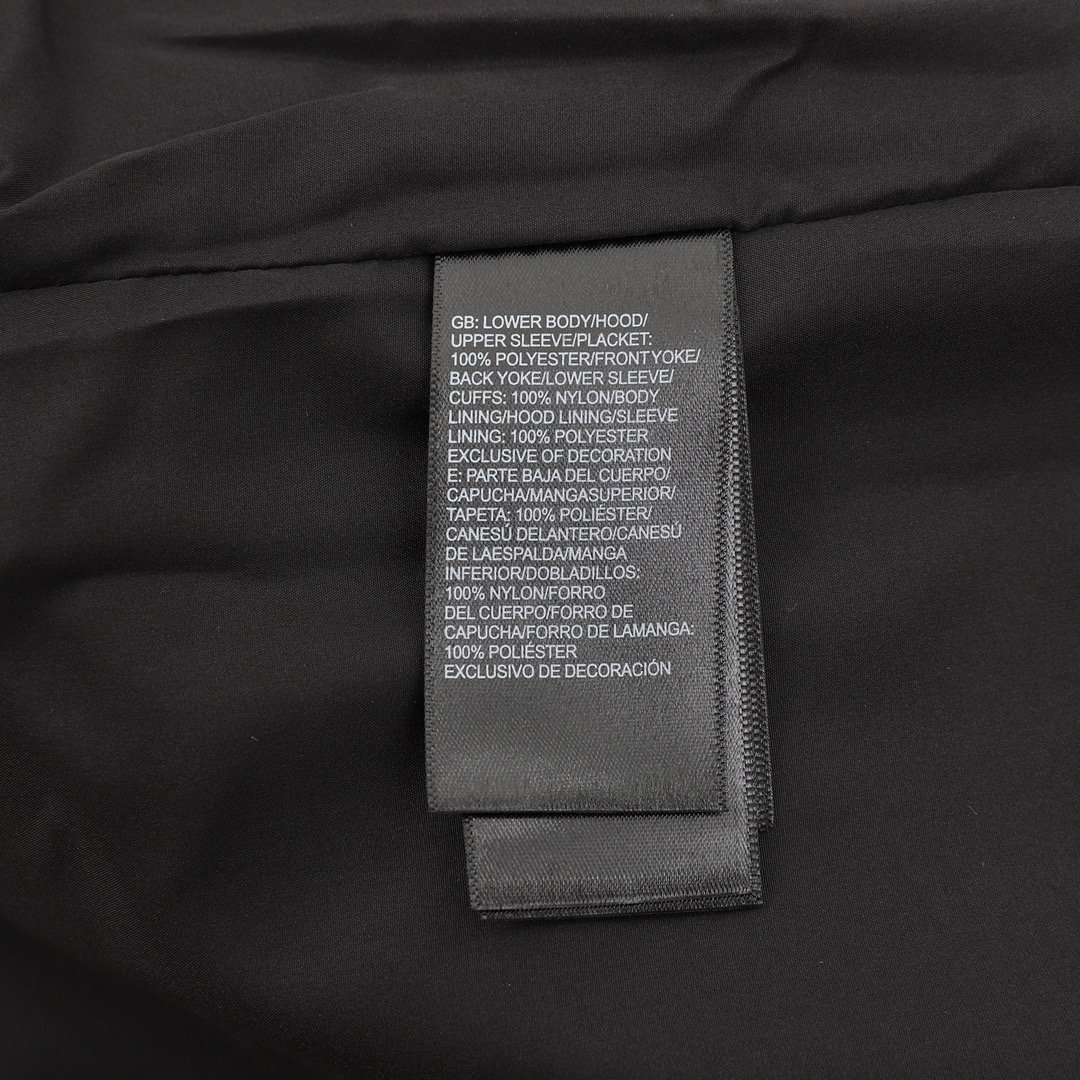 GB: LOWER BODY/HOOD/
UPPER SLEEVE/PLACKET:
100% POLYESTER/FRONTYOKE/
BACK YOKE/LOWER SLEEVE/
CUFFS: 100% NYLON/BODY
LINING/HOOD LINING/SLEEVE
LINING: 100% POLYESTER
EXCLUSIVE OF DECORATION
E: PARTE BAJA DEL CUERPO/
CAPUCHA/MANGASUPERIOR/
TAPETA: 100% POLIÉSTER/
CANESÚ DELANTERO/CANESÚ
DE LAESPALDA/MANGA
INFERIOR/DOBLADILLOS:
100% NYLON/FORRO
DEL CUERPO/FORRO DE
CAPUCHA/FORRO DE LAMANGA:
100% POLIÉSTER
EXCLUSIVO DE DECORACIÓN